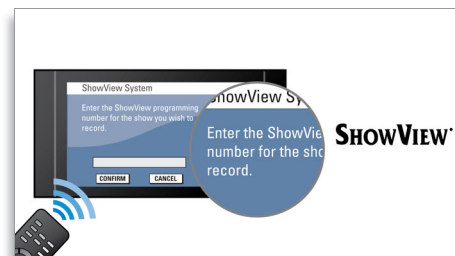 ShowView System
Enter the ShowView programming
number for the show you wish to
record.
CONFIRM
CANCEL
ShowView Sy
Enter the ShowVie
number for the sho
record.
SHOWVIEW